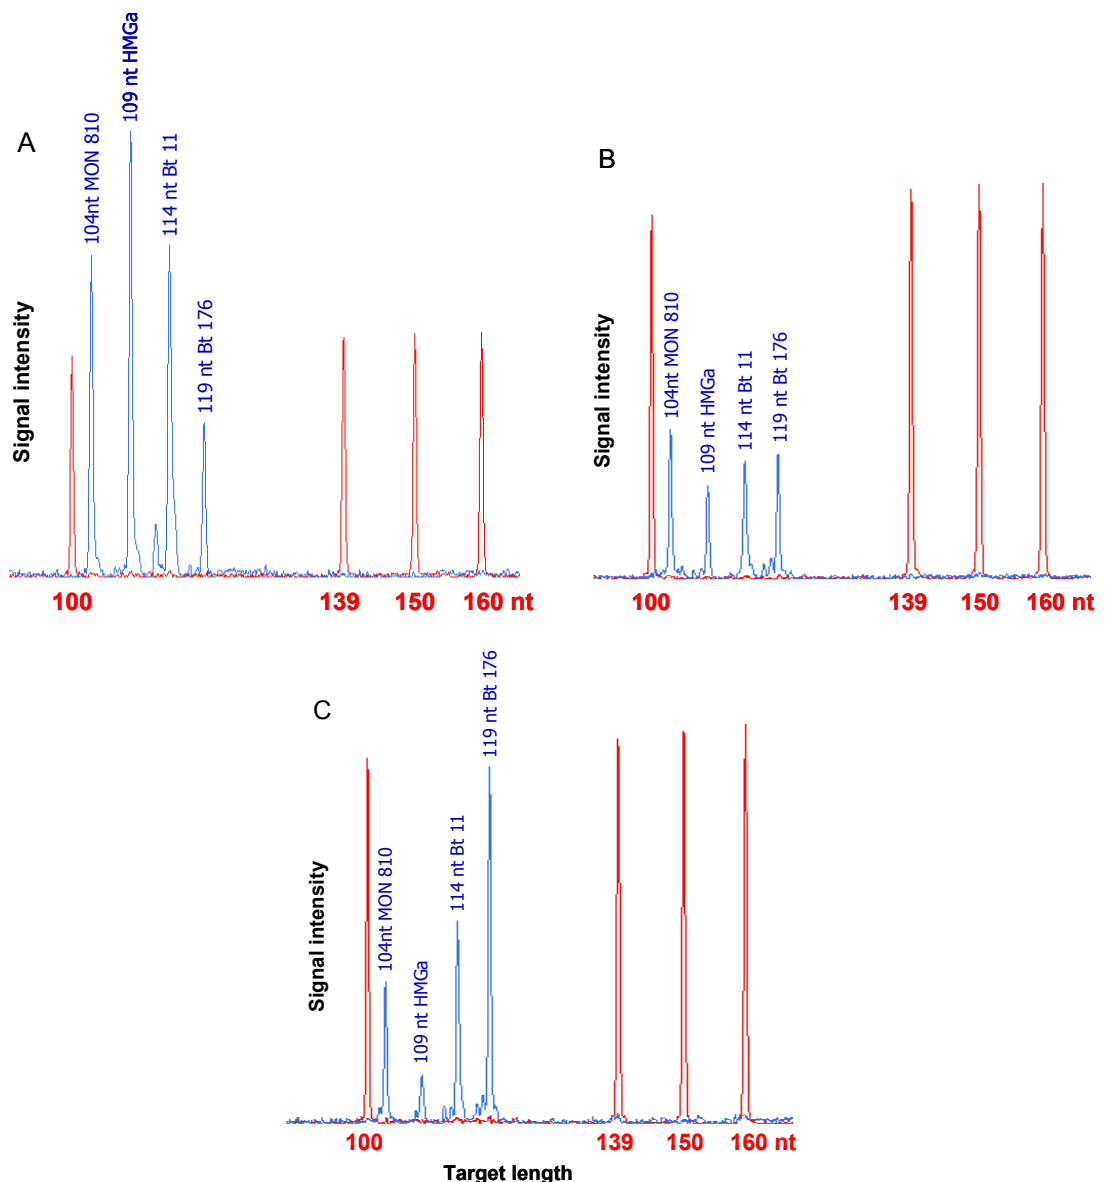 A
Signal intensity
104nt MON 810
109 nt HMGa
114 nt Bt 11
119 nt Bt 176
100
139
150
160 nt
B
Signal intensity
104nt MON 810
109 nt HMGa
114 nt Bt 11
119 nt Bt 176
100
139
150
160 nt
C
Signal intensity
104nt MON 810
109 nt HMGa
114 nt Bt 11
119 nt Bt 176
100
139
150
160 nt
Target length